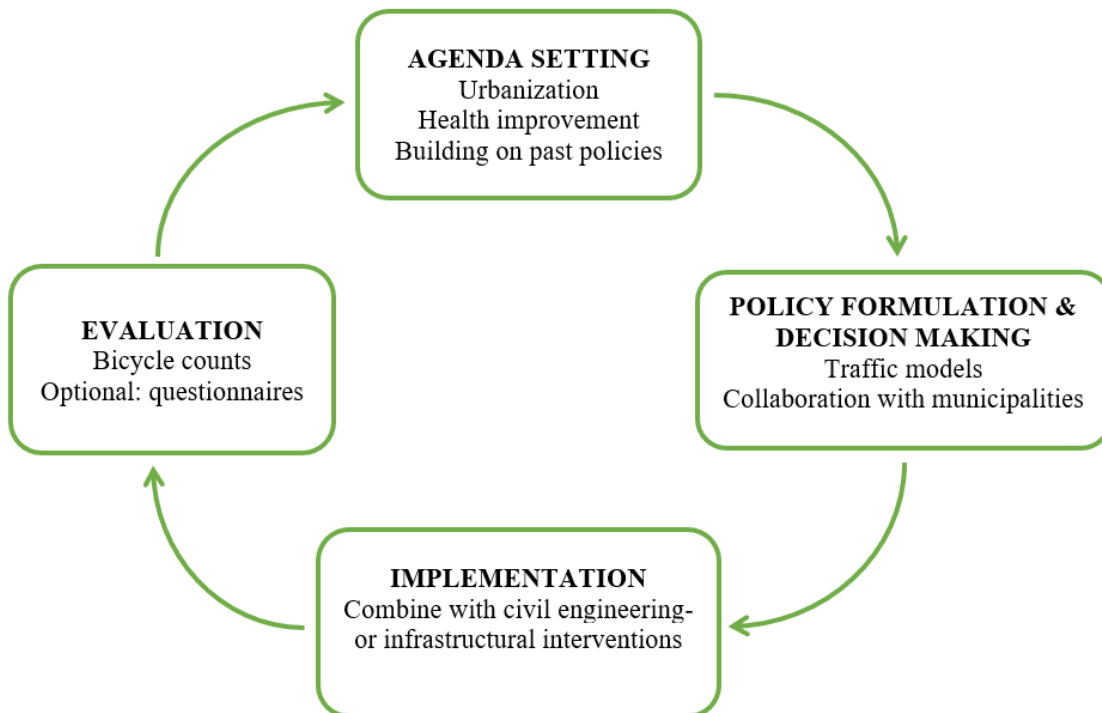 AGENDA SETTING
Urbanization
Health improvement
Building on past policies
POLICY FORMULATION &
DECISION MAKING
Traffic models
Collaboration with municipalities
IMPLEMENTATION
Combine with civil engineering-
or infrastructural interventions
EVALUATION
Bicycle counts
Optional: questionnaires